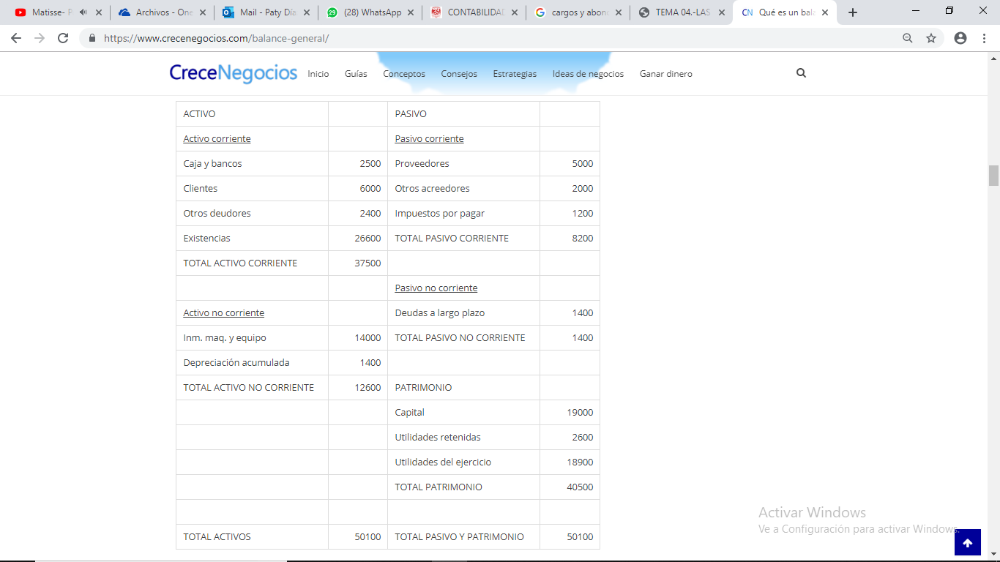 Matisse- P
Archivos - One
Mail - Paty Día
29
(28) WhatsApp
CONTABILIDAD
cargos y abono
TEMA 04.-LAS
CN
Qué es un bala
https://www.crecenegocios.com/balance-general/
CreceNegocios Inicio Guías Conceptos Consejos Estrategias Ideas de negocios Ganar dinero
ACTIVO PASIVO
Activo corriente Pasivo corriente
Caja y bancos 2500 Proveedores 5000
Clientes 6000 Otros acreedores 2000
Otros deudores 2400 Impuestos por pagar 1200
Existencias 26600 TOTAL PASIVO CORRIENTE 8200
TOTAL ACTIVO CORRIENTE 37500
Pasivo no corriente
Activo no corriente Deudas a largo plazo 1400
Inm. maq. y equipo 14000 TOTAL PASIVO NO CORRIENTE 1400
Depreciación acumulada 1400
TOTAL ACTIVO NO CORRIENTE 12600 PATRIMONIO
Capital 19000
Utilidades retenidas 2600
Utilidades del ejercicio 18900
TOTAL PATRIMONIO 40500
TOTAL ACTIVOS 50100 TOTAL PASIVO Y PATRIMONIO 50100
Activar Windows
Ve a Configuración para activar Windows.